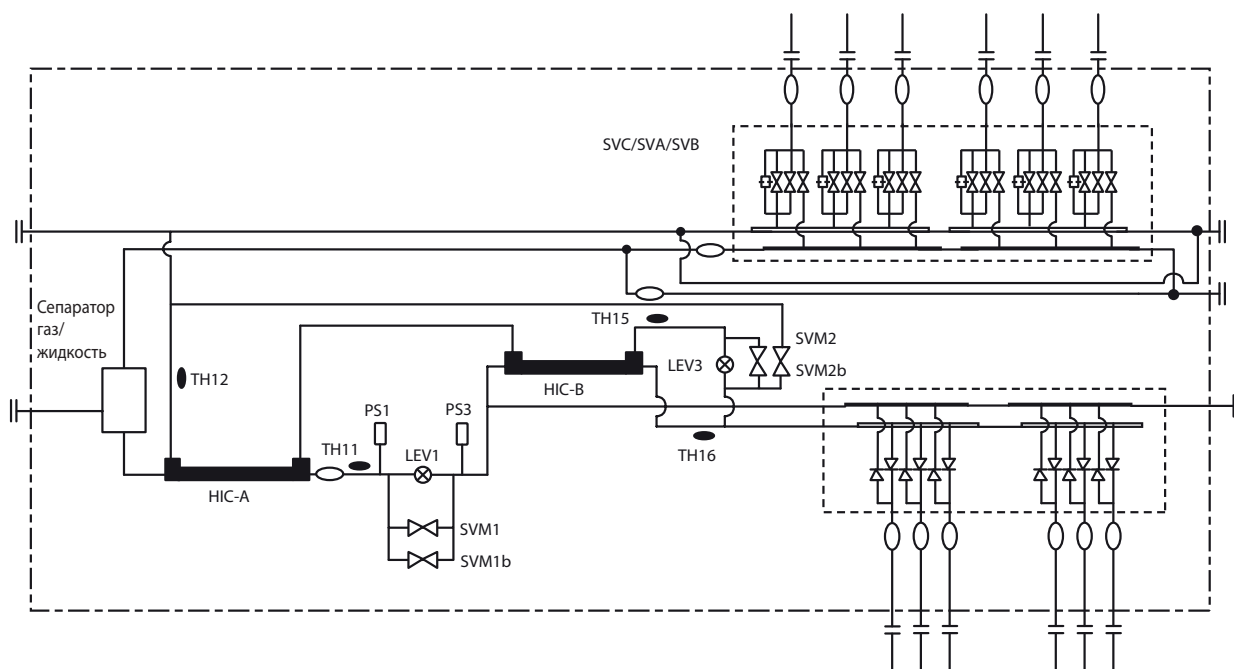 SVC/SVA/SVB
Сепаратор
газ/
жидкость
TH15
SVM2
LEV3
SVM2b
TH12
HIC-B
PS1
PS3
TH11
LEV1
TH16
HIC-A
SVM1
SVM1b